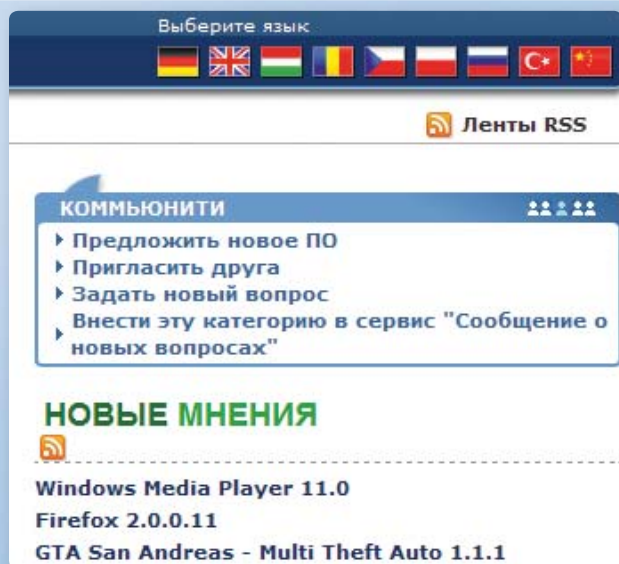 Выберите язык
Ленты RSS
КОММЬЮНИТИ
Предложить новое ПО
Пригласить друга
Задать новый вопрос
Внести эту категорию в сервис "Сообщение о
новых вопросах"
НОВЫЕ МНЕНИЯ
Windows Media Player 11.0
Firefox 2.0.0.11
GTA San Andreas - Multi Theft Auto 1.1.1